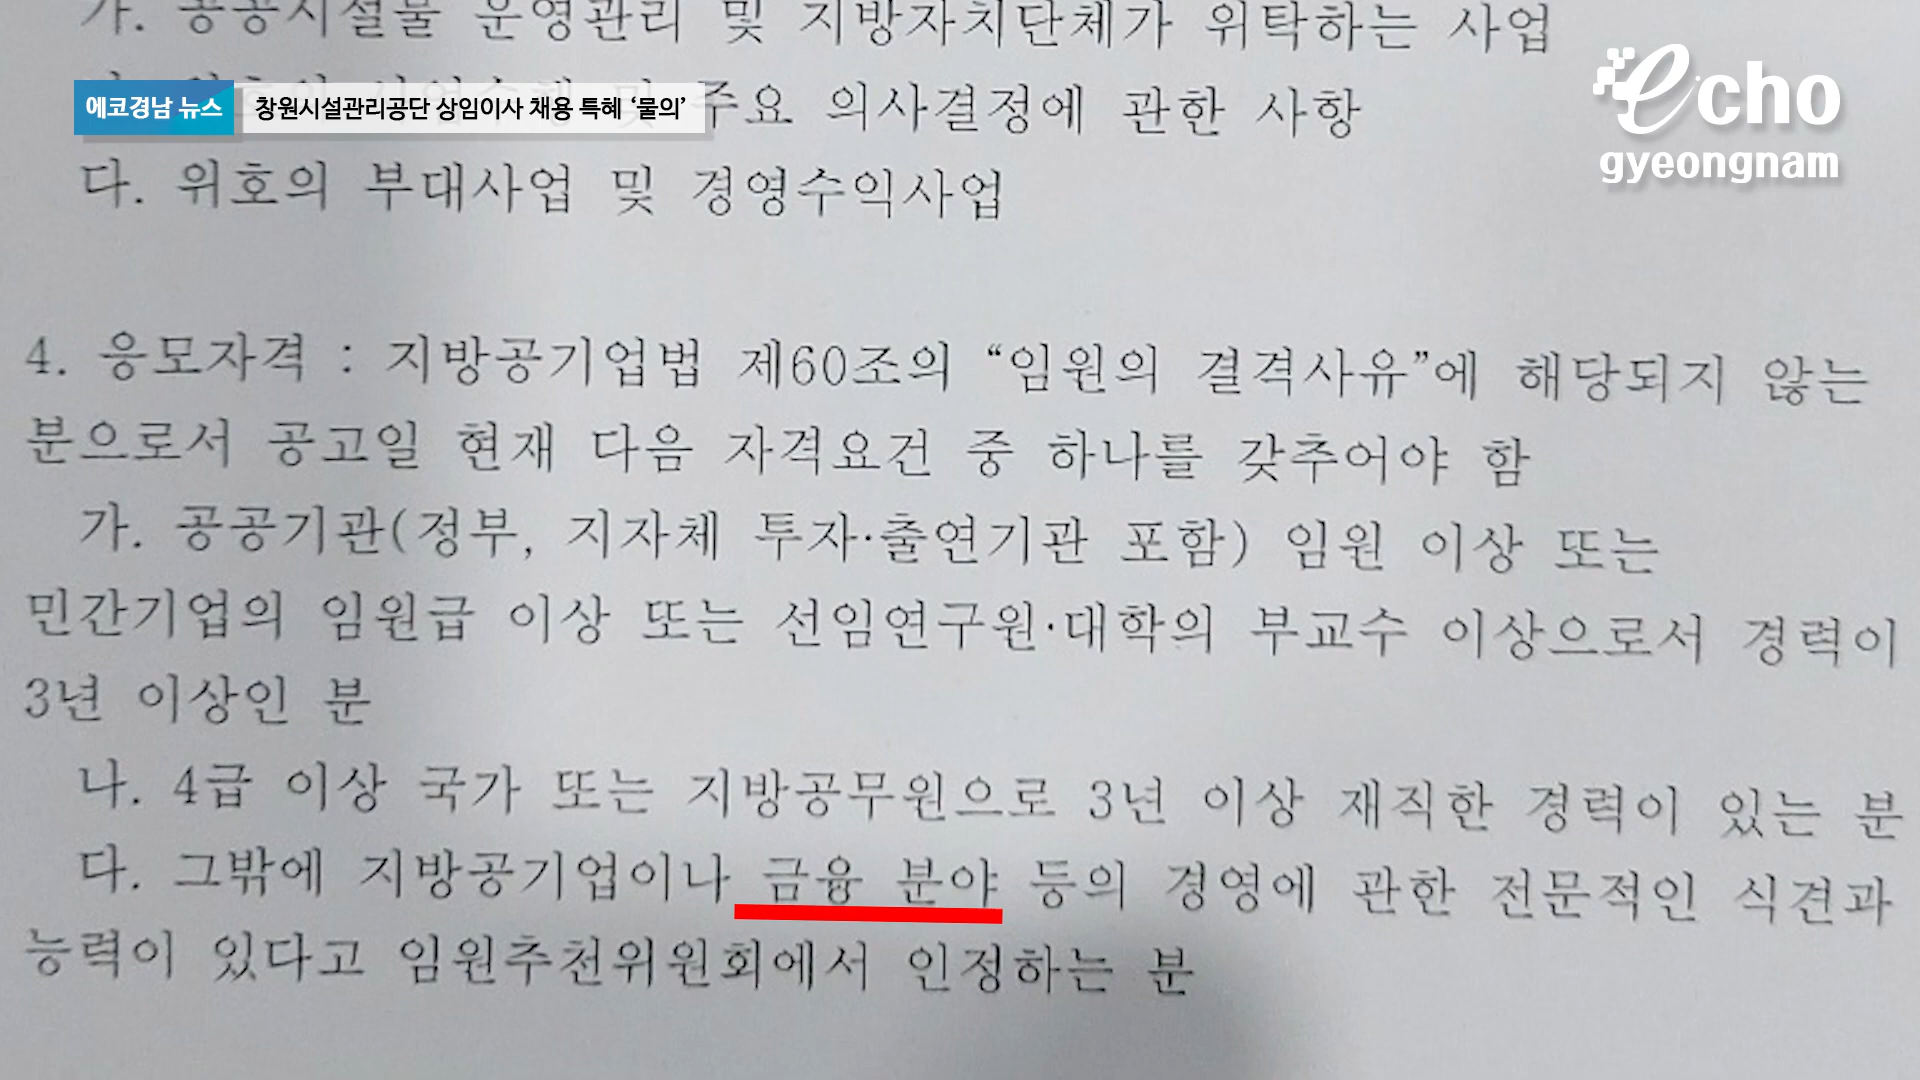 가. 공공시설물 운영관리 및 지방자치단체가 위탁하는 사업
에코경남 뉴스 창원시설관리공단 상임이사 채용 특혜 ‘물의’
주요 의사결정에 관한 사항
echo
gyeongnam
다. 위호의 부대사업 및 경영수익사업
4. 응모자격 : 지방공기업법 제60조의 “임원의 결격사유”에 해당되지 않는
분으로서 공고일 현재 다음 자격요건 중 하나를 갖추어야 함
가. 공공기관(정부, 지자체 투자·출연기관 포함) 임원 이상 또는
민간기업의 임원급 이상 또는 선임연구원·대학의 부교수 이상으로서 경력이
3년 이상인 분
나. 4급 이상 국가 또는 지방공무원으로 3년 이상 재직한 경력이 있는 분
다. 그밖에 지방공기업이나 금융 분야 등의 경영에 관한 전문적인 식견과
능력이 있다고 임원추천위원회에서 인정하는 분